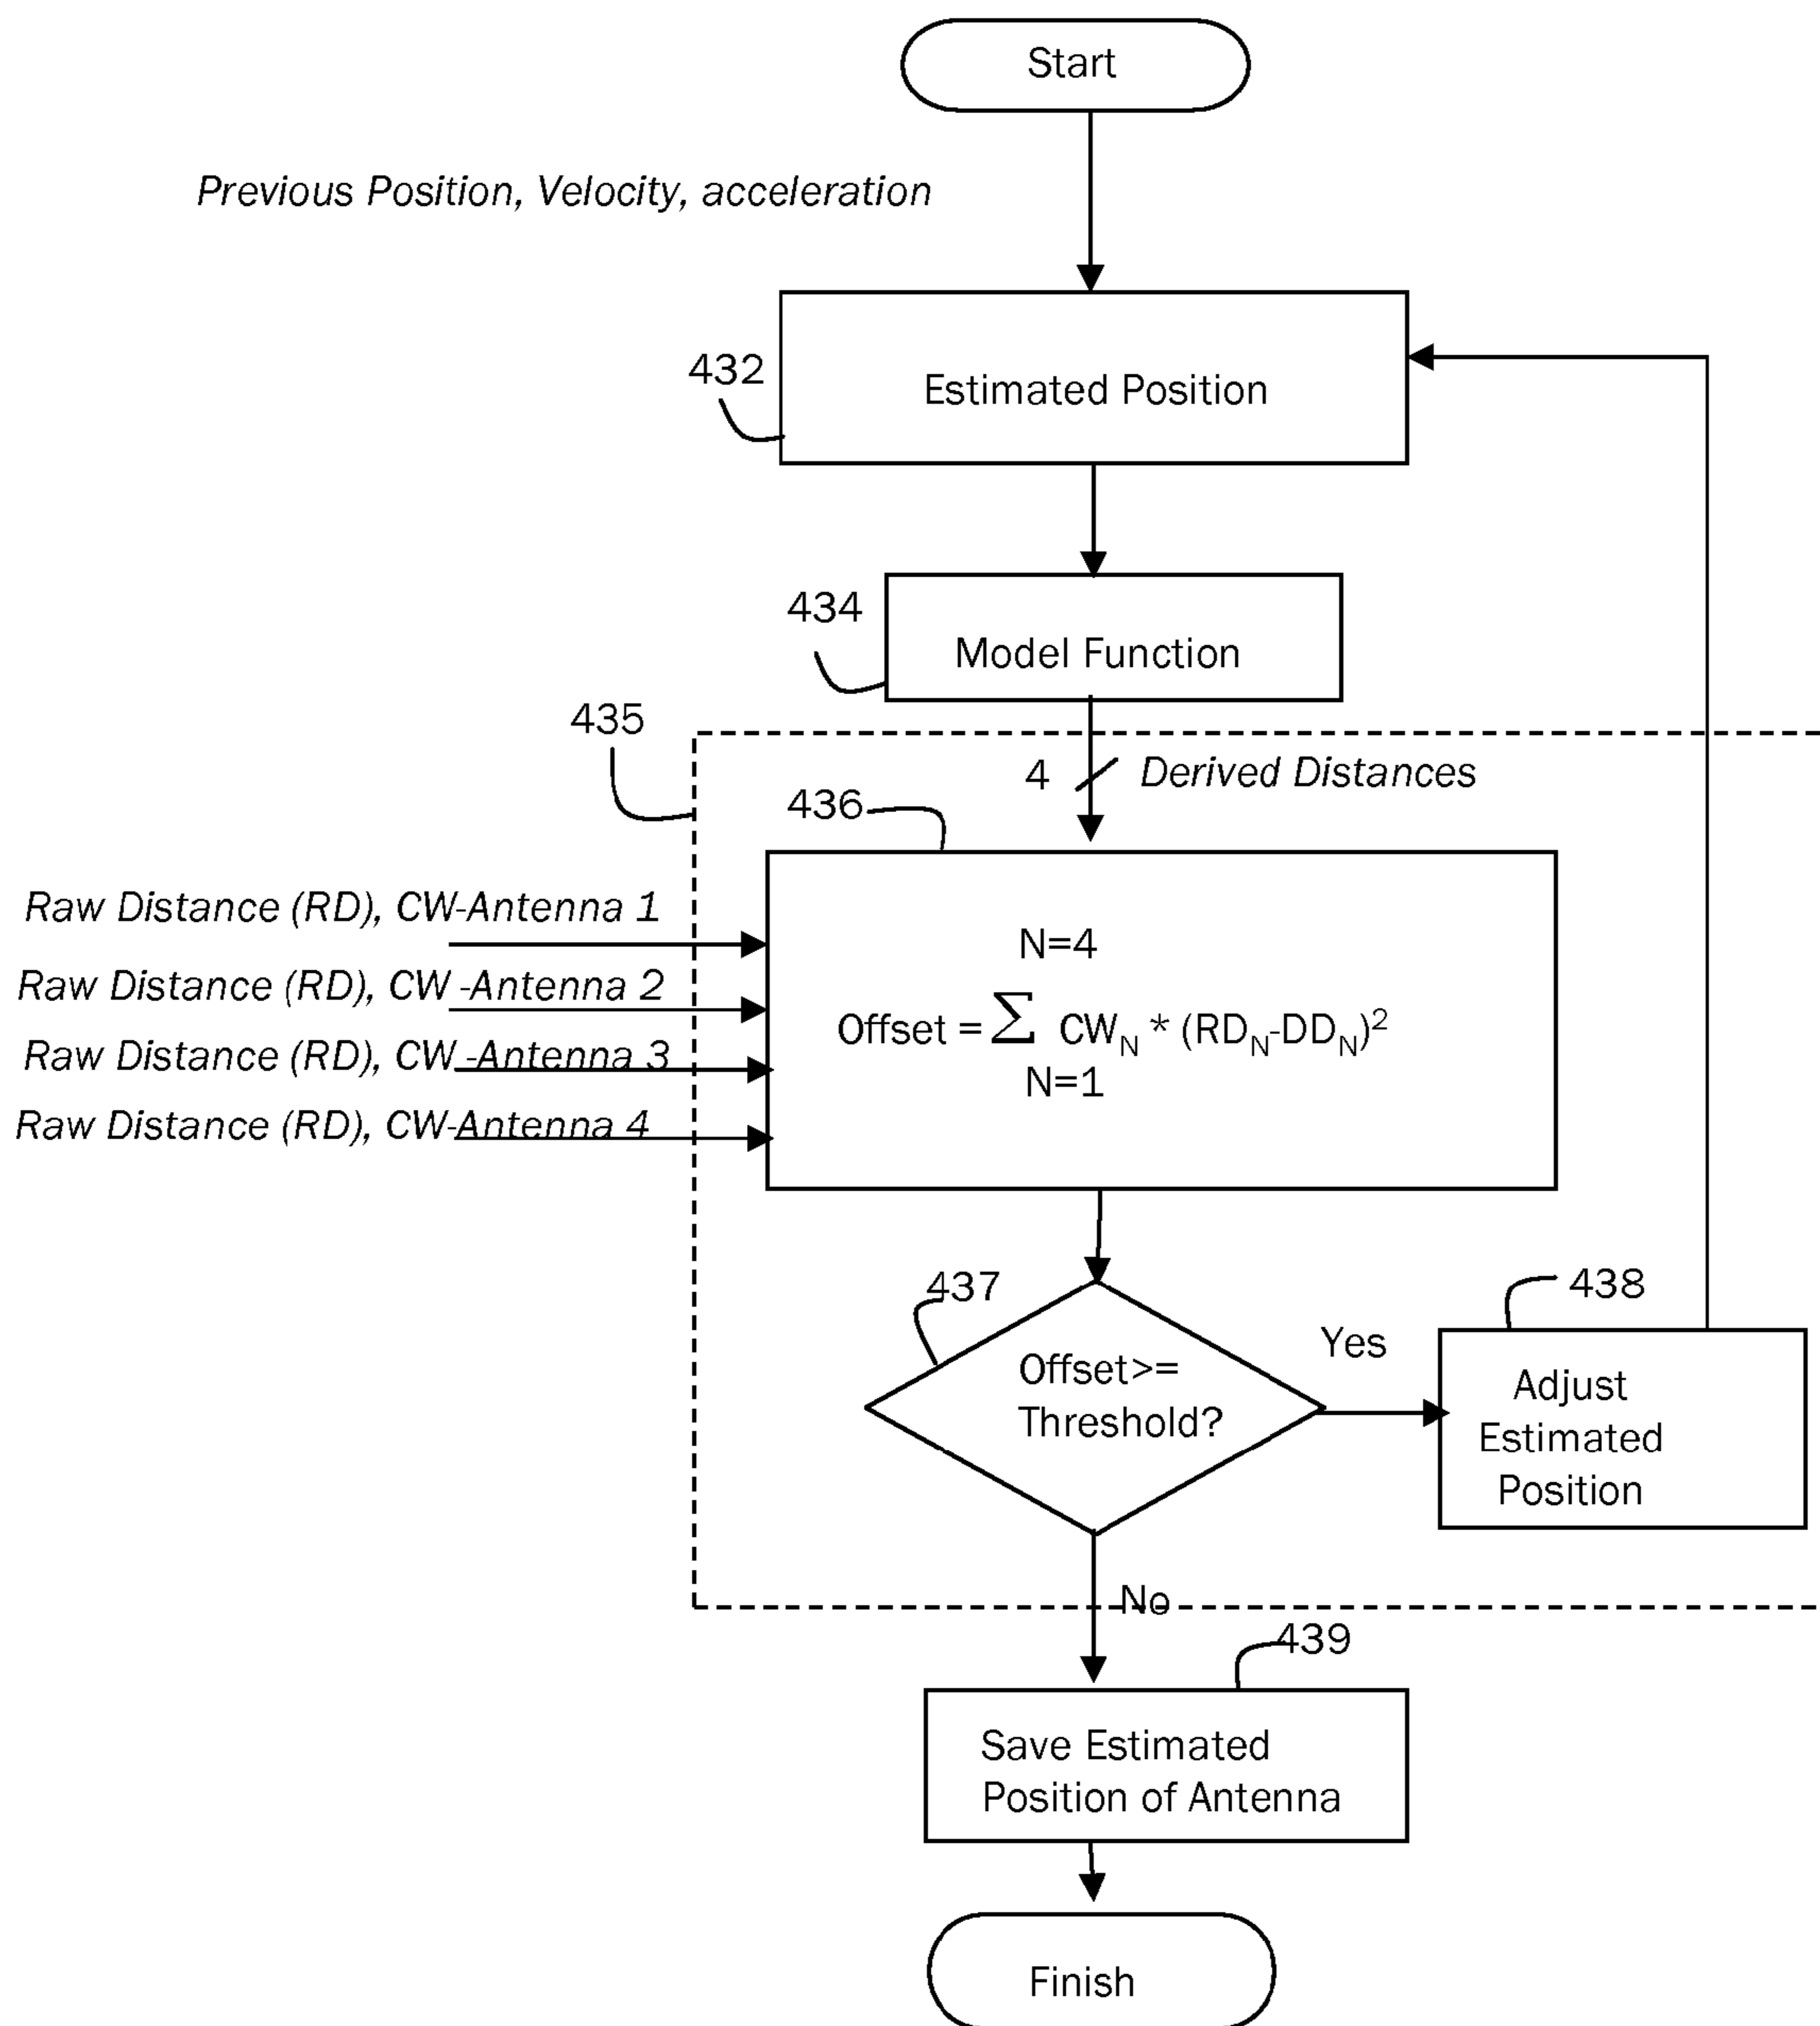 Start
Previous Position, Velocity, acceleration
432
Estimated Position
434
Model Function
435
4
Derived Distances
436
Raw Distance (RD), CW-Antenna 1
Raw Distance (RD), CW -Antenna 2
Raw Distance (RD), CW -Antenna 3
Raw Distance (RD), CW-Antenna 4
N=4
Offset = ∑ CW_N * (RD_N-DD_N)²
N=1
437
Offset>=
Threshold?
Yes
438
Adjust
Estimated
Position
No
439
Save Estimated
Position of Antenna
Finish